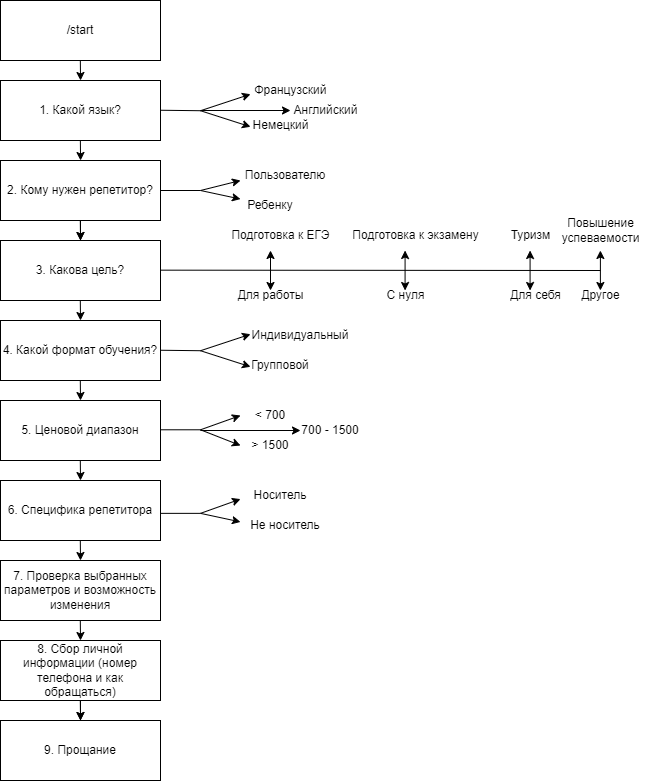 /start
Французский
1. Какой язык?
Английский
Немецкий
Пользователю
2. Кому нужен репетитор?
Ребенку
Повышение
успеваемости
Подготовка к ЕГЭ
Подготовка к экзамену
Туризм
3. Какова цель?
Для работы
С нуля
Для себя
Другое
Индивидуальный
4. Какой формат обучения?
Групповой
< 700
5. Ценовой диапазон
700 - 1500
> 1500
Носитель
6. Специфика репетитора
Не носитель
7. Проверка выбранных
параметров и возможность
изменения
8. Сбор личной
информации (номер
телефона и как
обращаться)
9. Прощание